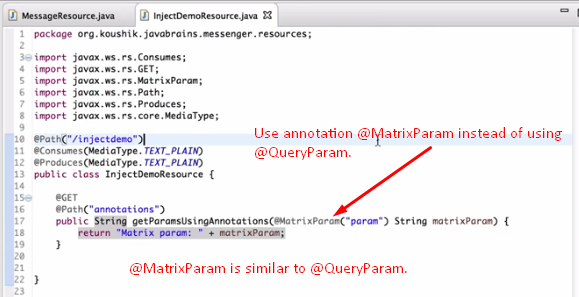 MessageResource.java InjectDemoResource.java
1 package org.koushik.javabrains.messenger.resources;
2
3 import javax.ws.rs.Consumes;
4 import javax.ws.rs.GET;
5 import javax.ws.rs.MatrixParam;
6 import javax.ws.rs.Path;
7 import javax.ws.rs.Produces;
8 import javax.ws.rs.core.MediaType;
9
Use annotation @MatrixParam instead of using
@QueryParam.
10 @Path("/injectdemo")
11 @Consumes(MediaType.TEXT_PLAIN)
12 @Produces(MediaType.TEXT_PLAIN)
13 public class InjectDemoResource {
14
15 @GET
16 @Path("annotations")
17 public String getParamsUsingAnnotations(@MatrixParam("param") String matrixParam) {
18 return "Matrix param: " + matrixParam;
19 }
20
21
@MatrixParam is similar to @QueryParam.
22 }